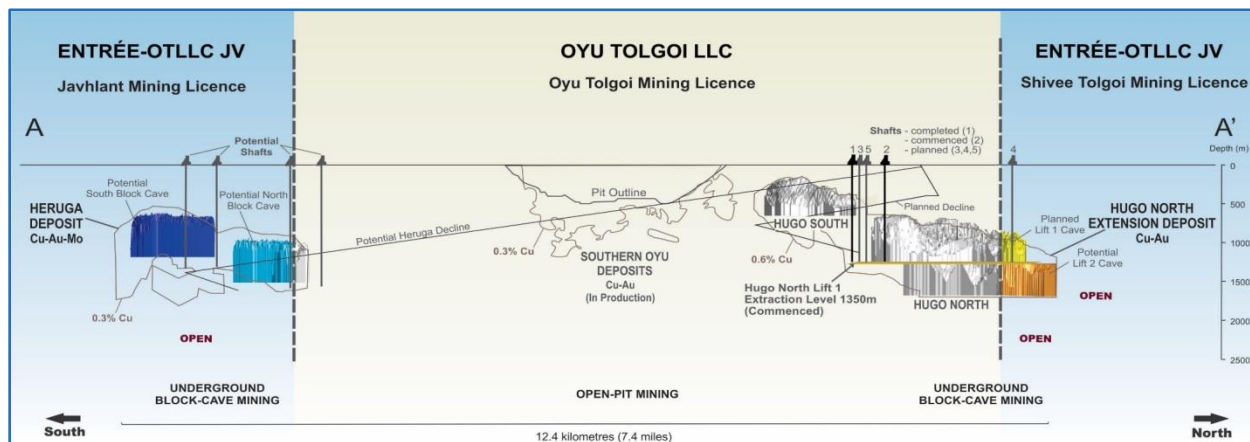 ENTRÉE-OTLLC JV
Javhlant Mining Licence
OYU TOLGOI LLC
Oyu Tolgoi Mining Licence
ENTRÉE-OTLLC JV
Shivee Tolgoi Mining Licence
A
A'
Potential
Shafts
Shafts - completed (1)
- commenced (2)
- planned (3,4,5)
1 3 5 2
4
Depth (m)
0
500
1000
1500
2000
2500
Potential
South Block Cave
Potential North
Block Cave
HERUGA
DEPOSIT
Cu-Au-Mo
0.3% Cu
OPEN
Potential Heruga Decline
Pit Outline
0.3% Cu
SOUTHERN OYU
DEPOSITS
Cu-Au
(In Production)
HUGO SOUTH
0.6% Cu
Planned Decline
Hugo North Lift 1
Extraction Level 1350m
(Commenced)
HUGO NORTH
Planned
Lift 1 Cave
Potential
Lift 2 Cave
HUGO NORTH
EXTENSION DEPOSIT
Cu-Au
OPEN
OPEN
UNDERGROUND
BLOCK-CAVE MINING
OPEN-PIT MINING
UNDERGROUND
BLOCK-CAVE MINING
South
North
12.4 kilometres (7.4 miles)